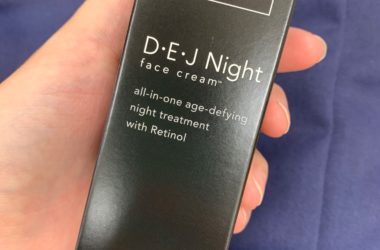 D·E·J Night
face cream™
all-in-one age-defying
night treatment
with Retinol